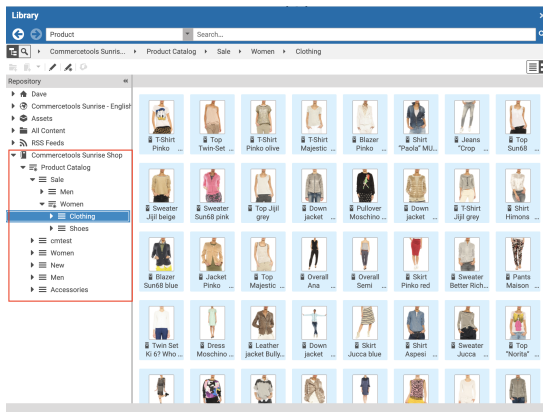 Library
Product
Search...
Commercetools Sunris... Product Catalog Sale Women Clothing
Repository
Dave
Commercetools Sunrise - English
Assets
All Content
RSS Feeds
Commercetools Sunrise Shop
Product Catalog
Sale
Men
Women
Clothing
Shoes
cmtest
Women
New
Men
Accessories
T-Shirt Pinko ...
Top Twin-Set ...
T-Shirt Pinko olive
T-Shirt Majestic ...
Blazer Pinko ...
Shirt "Paola" MU...
Jeans "Crop ...
Top Sun68 ...
Sweater Jijil beige
Sweater Sun68 pink
Top Jijil grey
Down jacket ...
Pullover Moschino ...
Down jacket ...
T-Shirt Jijil grey
Shirt Himons ...
Blazer Sun68 blue
Jacket Pinko ...
Top Majestic ...
Overall Ana ...
Overall Semi ...
Skirt Pinko red
Sweater Better Rich...
Pants Maison ...
Twin Set Ki 6? Who ...
Dress Moschino ...
Leather jacket Bully...
Down jacket ...
Skirt Jucca blue
Shirt Aspesi ...
Sweater Jucca ...
Top "Norita" ...